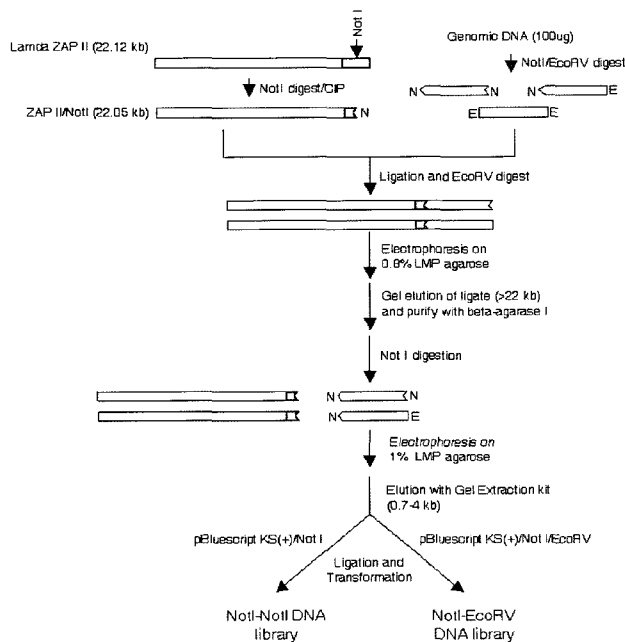 Not I
Lamda ZAP II (22.12 kb)
Genomic DNA (100ug)
NotI digest/CIP
NotI/EcoRV digest
N N N E
ZAP II/NotI (22.05 kb) N
E E
Ligation and EcoRV digest
Electrophoresis on
0.8% LMP agarose
Gel elution of ligate (>22 kb)
and purify with beta-agarase I
Not I digestion
N N
N E
Electrophoresis on
1% LMP agarose
Elution with Gel Extraction kit
(0.7-4 kb)
pBluescript KS(+)/Not I
pBluescript KS(+)/Not I/EcoRV
Ligation and
Transformation
NotI-NotI DNA
library
NotI-EcoRV
DNA library